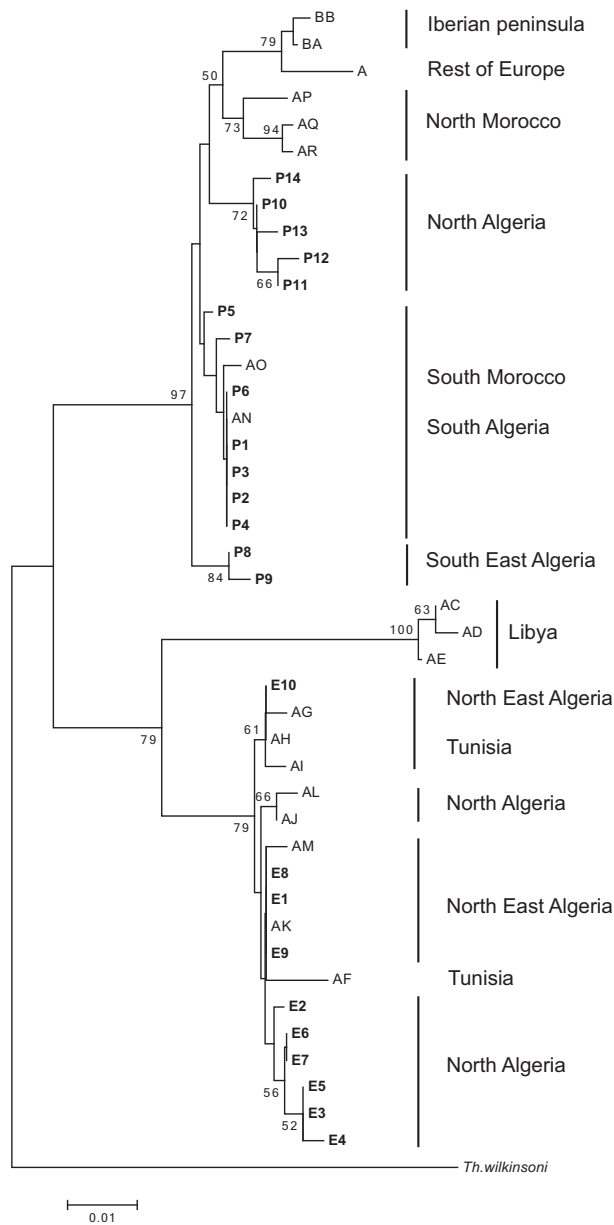 BB
Iberian peninsula
BA
79
A
Rest of Europe
50
AP
North Morocco
73
94
AQ
AR
P14
P10
North Algeria
72
P13
P12
66
P11
P5
P7
AO
South Morocco
97
P6
AN
South Algeria
P1
P3
P2
P4
P8
South East Algeria
84
P9
63
AC
100
AD
Libya
AE
79
E10
North East Algeria
AG
61
AH
Tunisia
AI
66
AL
North Algeria
79
AJ
AM
E8
E1
North East Algeria
AK
E9
AF
Tunisia
E2
E6
E7
North Algeria
56
E5
E3
52
E4
Th.wilkinsoni
0.01